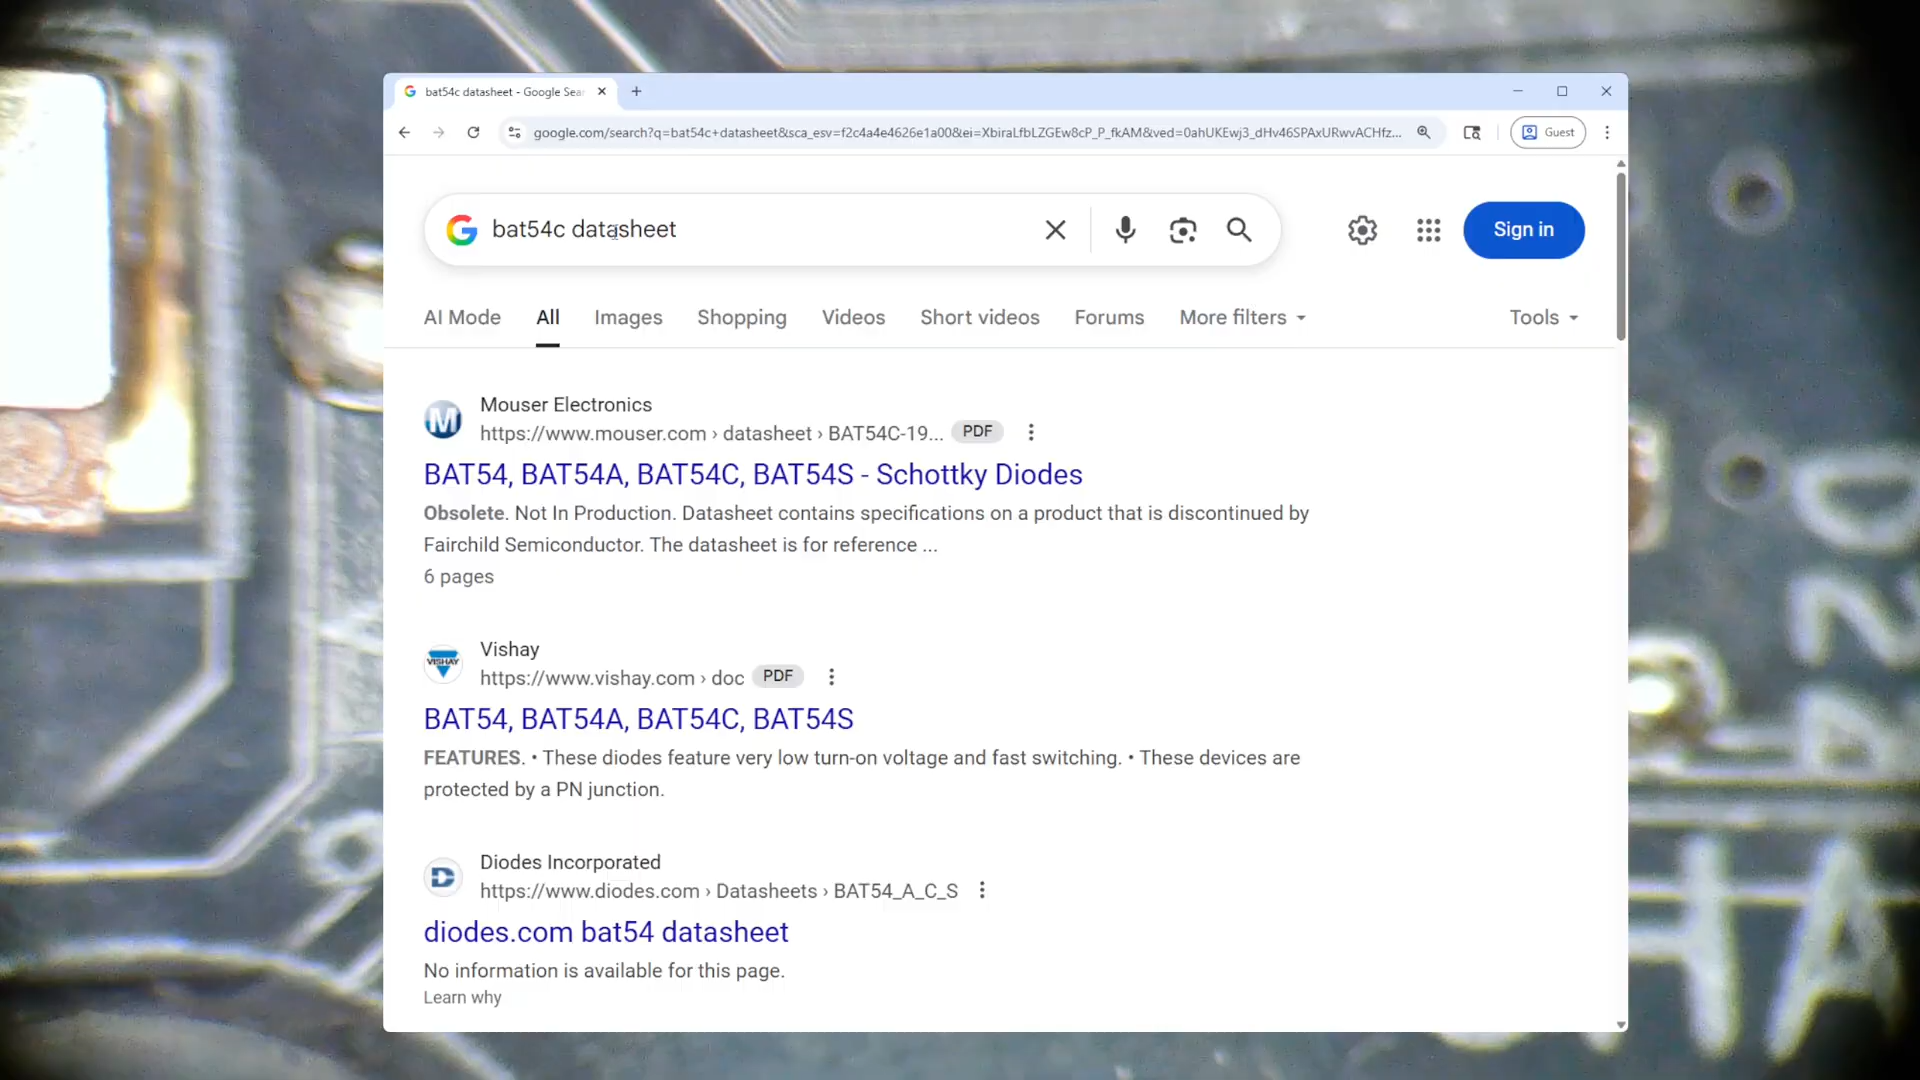 bat54c datasheet - Google Sea
google.com/search?q=bat54c+datasheet&sca_esv=f2c4a4e4626e1a00&ei=XbiraLfbLZGEw8cP_P_fkAM&ved=0ahUKEwj3_dHv46SPAxURwvACHfz...
Guest
bat54c datasheet
Sign in
AI Mode All Images Shopping Videos Short videos Forums More filters Tools
Mouser Electronics
https://www.mouser.com › datasheet › BAT54C-19... PDF
BAT54, BAT54A, BAT54C, BAT54S - Schottky Diodes
Obsolete. Not In Production. Datasheet contains specifications on a product that is discontinued by
Fairchild Semiconductor. The datasheet is for reference ...
6 pages
VISHAY
Vishay
https://www.vishay.com › doc PDF
BAT54, BAT54A, BAT54C, BAT54S
FEATURES. • These diodes feature very low turn-on voltage and fast switching. • These devices are
protected by a PN junction.
Diodes Incorporated
https://www.diodes.com › Datasheets › BAT54_A_C_S
diodes.com bat54 datasheet
No information is available for this page.
Learn why